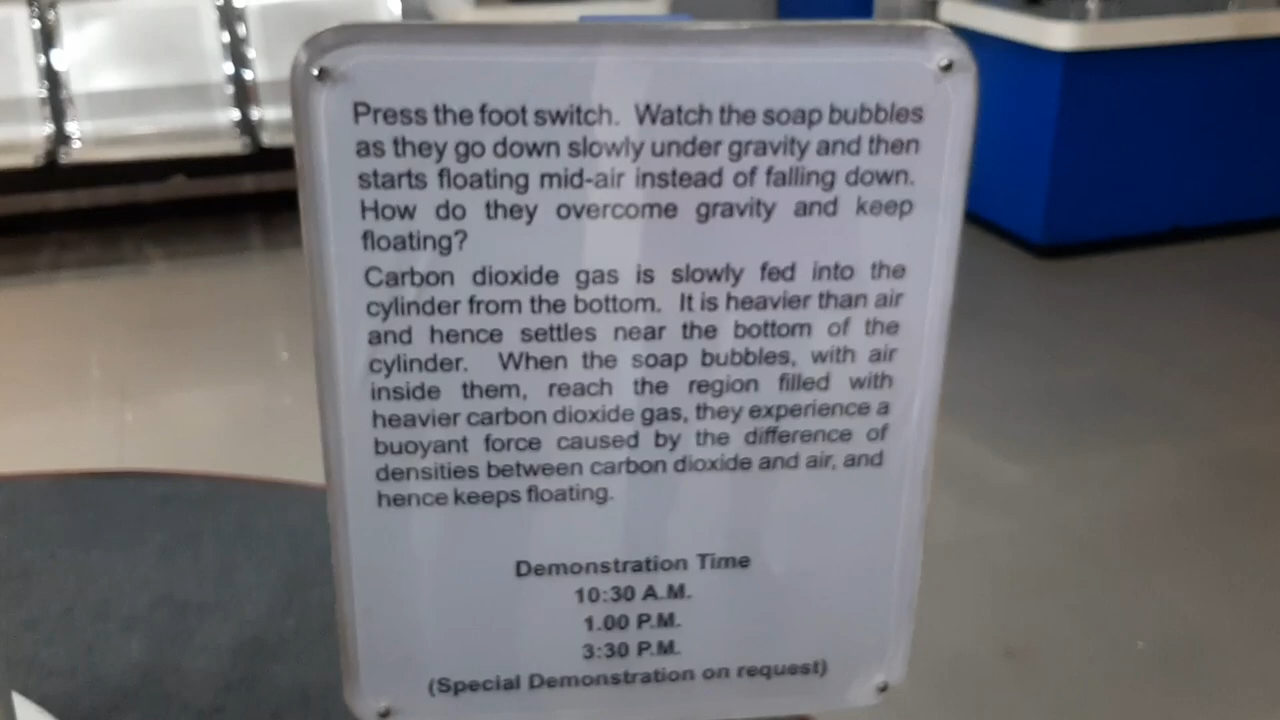 Press the foot switch. Watch the soap bubbles
as they go down slowly under gravity and then
starts floating mid-air instead of falling down.
How do they overcome gravity and keep
floating?
Carbon dioxide gas is slowly fed into the
cylinder from the bottom. It is heavier than air
and hence settles near the bottom of the
cylinder. When the soap bubbles, with air
inside them, reach the region filled with
heavier carbon dioxide gas, they experience a
buoyant force caused by the difference of
densities between carbon dioxide and air, and
hence keeps floating.
Demonstration Time
10:30 A.M.
1.00 P.M.
3:30 P.M.
(Special Demonstration on request)